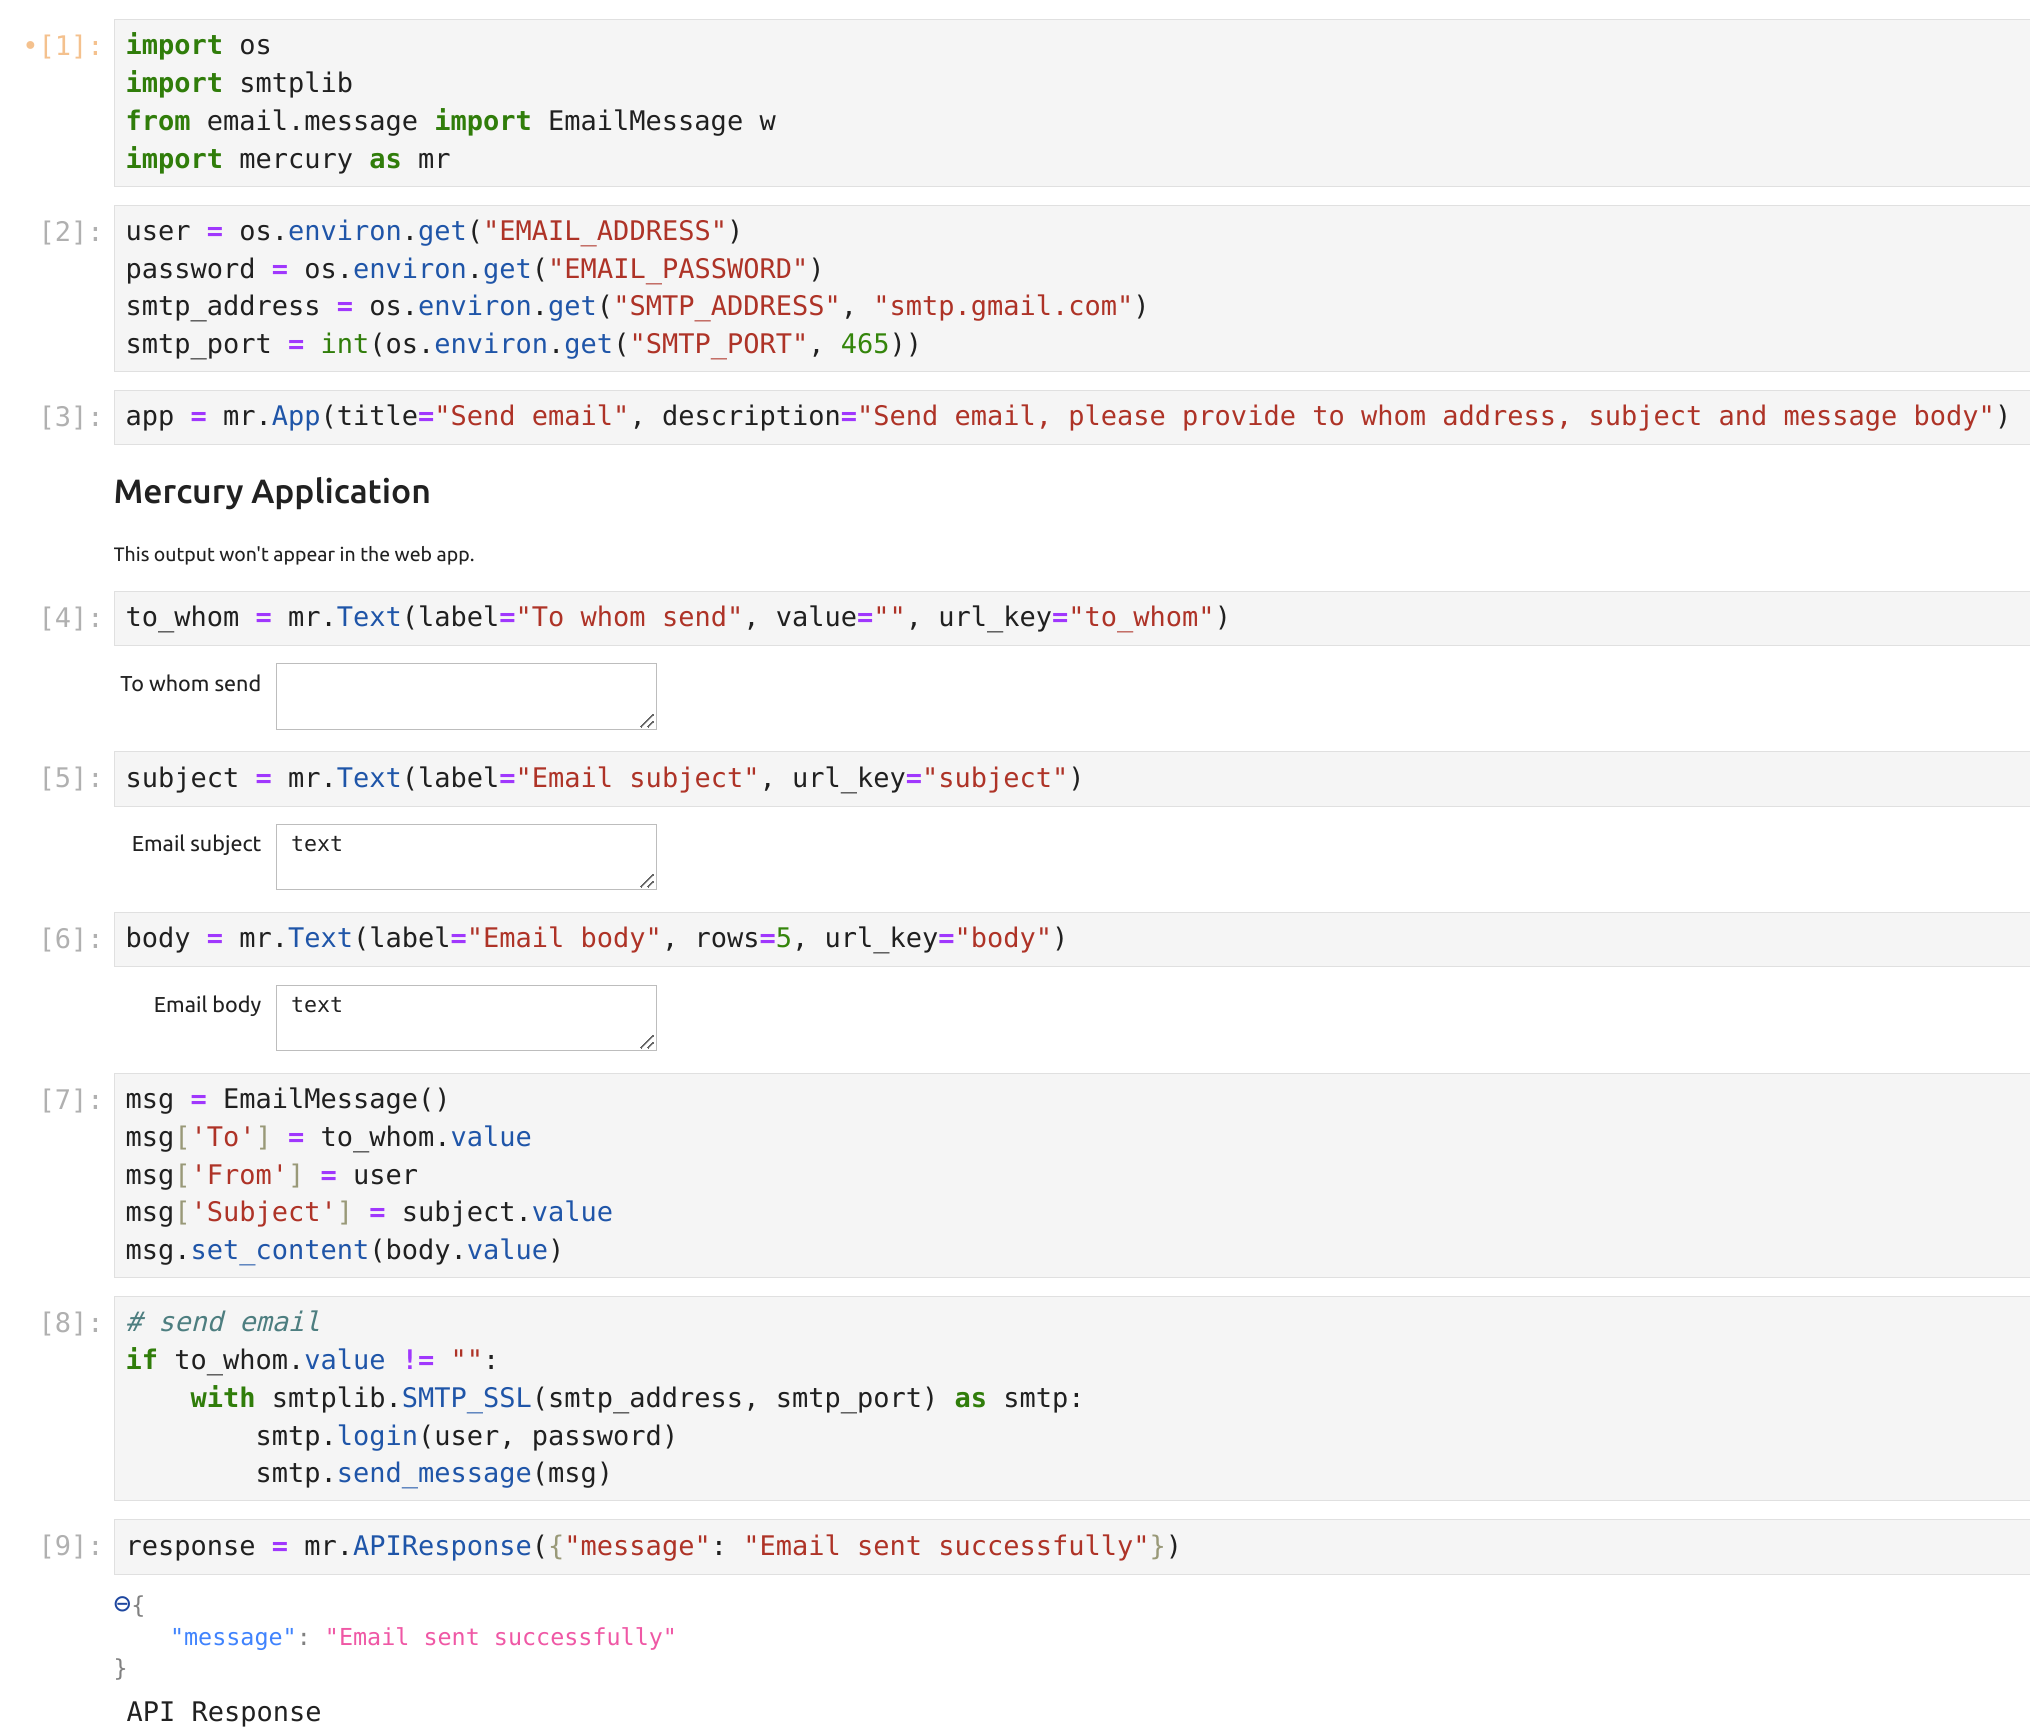 •[1]: import os
import smtplib
from email.message import EmailMessage w
import mercury as mr
[2]: user = os.environ.get("EMAIL_ADDRESS")
password = os.environ.get("EMAIL_PASSWORD")
smtp_address = os.environ.get("SMTP_ADDRESS", "smtp.gmail.com")
smtp_port = int(os.environ.get("SMTP_PORT", 465))
[3]: app = mr.App(title="Send email", description="Send email, please provide to whom address, subject and message body")
Mercury Application
This output won't appear in the web app.
[4]: to_whom = mr.Text(label="To whom send", value="", url_key="to_whom")
To whom send
[5]: subject = mr.Text(label="Email subject", url_key="subject")
Email subject text
[6]: body = mr.Text(label="Email body", rows=5, url_key="body")
Email body text
[7]: msg = EmailMessage()
msg['To'] = to_whom.value
msg['From'] = user
msg['Subject'] = subject.value
msg.set_content(body.value)
[8]: # send email
if to_whom.value != "":
    with smtplib.SMTP_SSL(smtp_address, smtp_port) as smtp:
        smtp.login(user, password)
        smtp.send_message(msg)
[9]: response = mr.APIResponse({"message": "Email sent successfully"})
⊖{
    "message": "Email sent successfully"
}
API Response